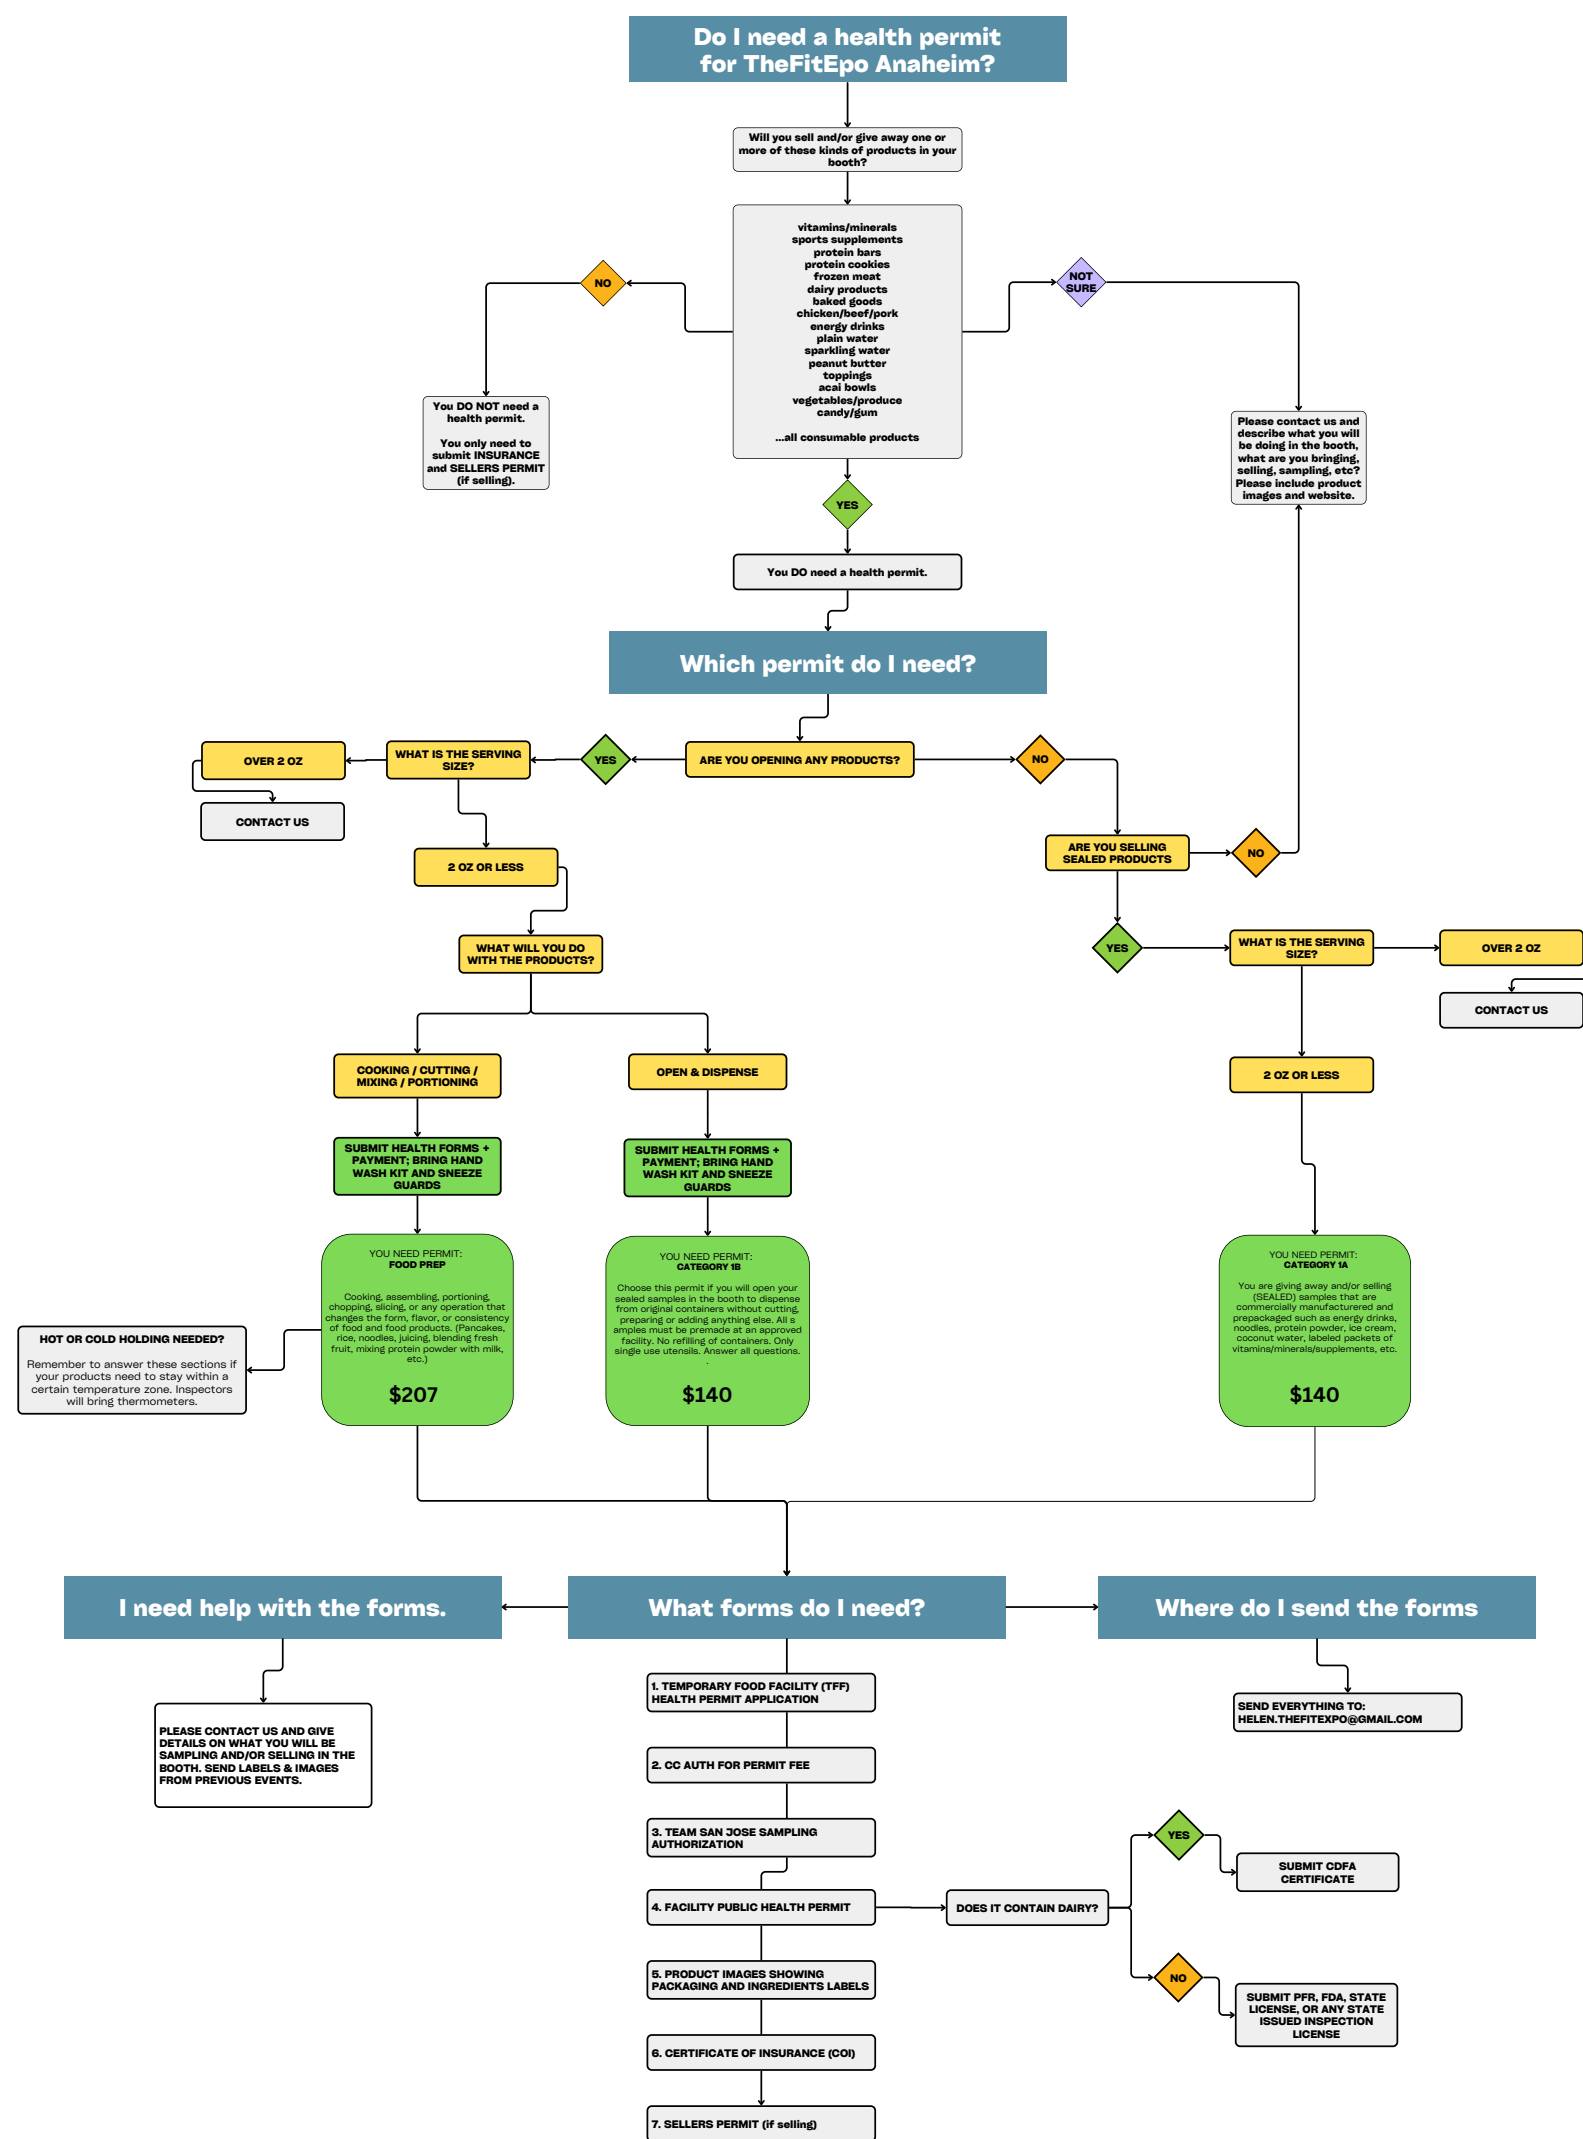 Do I need a health permit
for TheFitEpo Anaheim?
Will you sell and/or give away one or
more of these kinds of products in your
booth?
vitamins/minerals
sports supplements
protein bars
protein cookies
frozen meat
dairy products
baked goods
chicken/beef/pork
energy drinks
plain water
sparkling water
peanut butter
toppings
acai bowls
vegetables/produce
candy/gum
...all consumable products
NO
NOT
SURE
You DO NOT need a
health permit.
You only need to
submit INSURANCE
and SELLERS PERMIT
(if selling).
Please contact us and
describe what you will
be doing in the booth,
what are you bringing,
selling, sampling, etc?
Please include product
images and website.
YES
You DO need a health permit.
Which permit do I need?
OVER 2 OZ
WHAT IS THE SERVING
SIZE?
YES
ARE YOU OPENING ANY PRODUCTS?
NO
CONTACT US
2 OZ OR LESS
ARE YOU SELLING
SEALED PRODUCTS
NO
WHAT WILL YOU DO
WITH THE PRODUCTS?
YES
WHAT IS THE SERVING
SIZE?
OVER 2 OZ
CONTACT US
COOKING / CUTTING /
MIXING / PORTIONING
OPEN & DISPENSE
2 OZ OR LESS
SUBMIT HEALTH FORMS +
PAYMENT; BRING HAND
WASH KIT AND SNEEZE
GUARDS
SUBMIT HEALTH FORMS +
PAYMENT; BRING HAND
WASH KIT AND SNEEZE
GUARDS
YOU NEED PERMIT:
FOOD PREP
Cooking, assembling, portioning,
chopping, slicing, or any operation that
changes the form, flavor, or consistency
of food and food products. (Pancakes,
rice, noodles, juicing, blending fresh
fruit, mixing protein powder with milk,
etc.)
$207
YOU NEED PERMIT:
CATEGORY 1B
Choose this permit if you will open your
sealed samples in the booth to dispense
from original containers without cutting,
preparing or adding anything else. All s
amples must be premade at an approved
facility. No refilling of containers. Only
single use utensils. Answer all questions.
.
$140
YOU NEED PERMIT:
CATEGORY 1A
You are giving away and/or selling
(SEALED) samples that are
commercially manufacturered and
prepackaged such as energy drinks,
noodles, protein powder, ice cream,
coconut water, labeled packets of
vitamins/minerals/supplements, etc.
$140
HOT OR COLD HOLDING NEEDED?
Remember to answer these sections if
your products need to stay within a
certain temperature zone. Inspectors
will bring thermometers.
I need help with the forms.
What forms do I need?
Where do I send the forms
PLEASE CONTACT US AND GIVE
DETAILS ON WHAT YOU WILL BE
SAMPLING AND/OR SELLING IN THE
BOOTH. SEND LABELS & IMAGES
FROM PREVIOUS EVENTS.
1. TEMPORARY FOOD FACILITY (TFF)
HEALTH PERMIT APPLICATION
SEND EVERYTHING TO:
HELEN.THEFITEXPO@GMAIL.COM
2. CC AUTH FOR PERMIT FEE
3. TEAM SAN JOSE SAMPLING
AUTHORIZATION
4. FACILITY PUBLIC HEALTH PERMIT
DOES IT CONTAIN DAIRY?
YES
SUBMIT CDFA
CERTIFICATE
NO
SUBMIT PFR, FDA, STATE
LICENSE, OR ANY STATE
ISSUED INSPECTION
LICENSE
5. PRODUCT IMAGES SHOWING
PACKAGING AND INGREDIENTS LABELS
6. CERTIFICATE OF INSURANCE (COI)
7. SELLERS PERMIT (if selling)